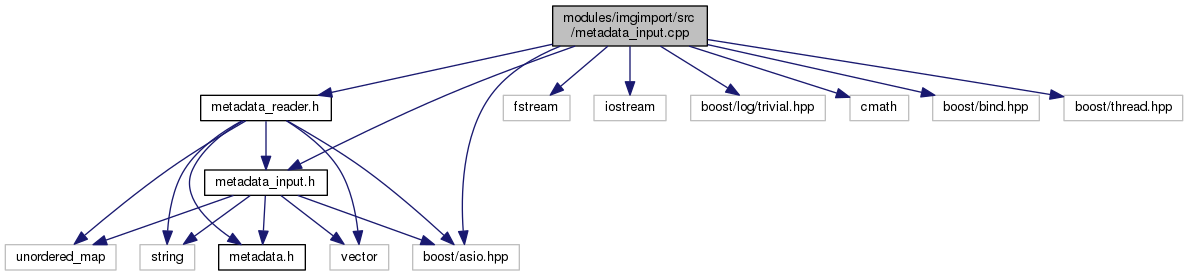 modules/imgimport/src
/metadata_input.cpp
metadata_reader.h
fstream
iostream
boost/log/trivial.hpp
cmath
boost/bind.hpp
boost/thread.hpp
metadata_input.h
unordered_map
string
metadata.h
vector
boost/asio.hpp